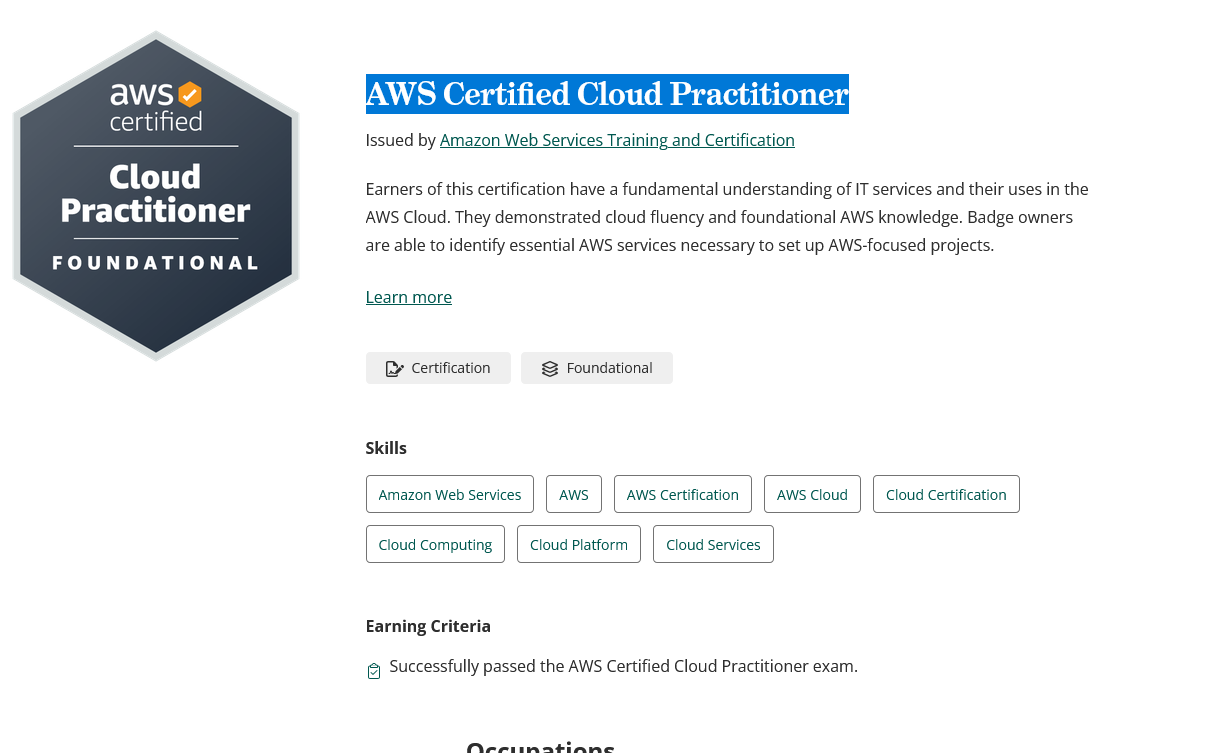 aws
certified
Cloud
Practitioner
FOUNDATIONAL
AWS Certified Cloud Practitioner
Issued by Amazon Web Services Training and Certification
Earners of this certification have a fundamental understanding of IT services and their uses in the
AWS Cloud. They demonstrated cloud fluency and foundational AWS knowledge. Badge owners
are able to identify essential AWS services necessary to set up AWS-focused projects.
Learn more
Certification Foundational
Skills
Amazon Web Services AWS AWS Certification AWS Cloud Cloud Certification
Cloud Computing Cloud Platform Cloud Services
Earning Criteria
Successfully passed the AWS Certified Cloud Practitioner exam.
Occupations